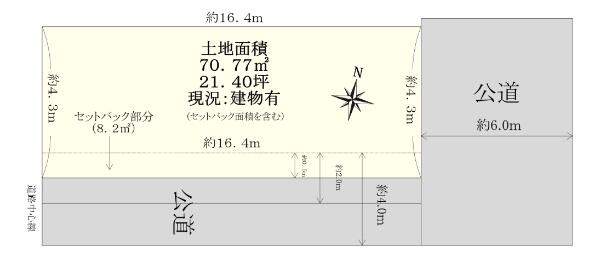 約16.4m
土地面積
70.77㎡
21.40坪
現況:建物有
(セットバック面積を含む)
N
約4.3m
約4.3m
公道
約6.0m
セットバック部分
(8.2㎡)
約16.4m
約0.5m
約2.0m
約4.0m
公道
道路中心線